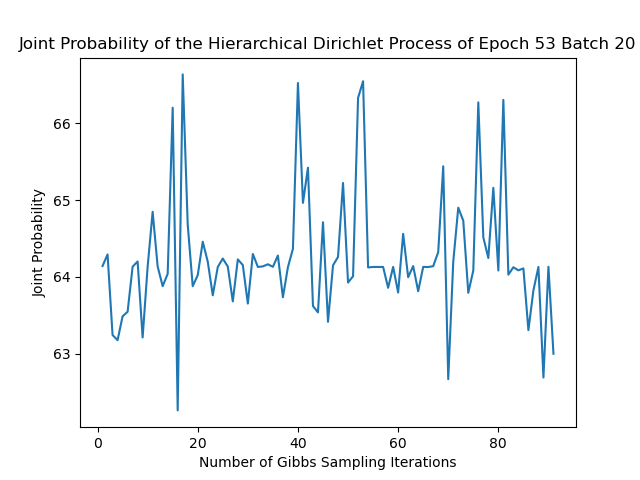 Joint Probability of the Hierarchical Dirichlet Process of Epoch 53 Batch 20
66
65
64
63
Joint Probability
0 20 40 60 80
Number of Gibbs Sampling Iterations